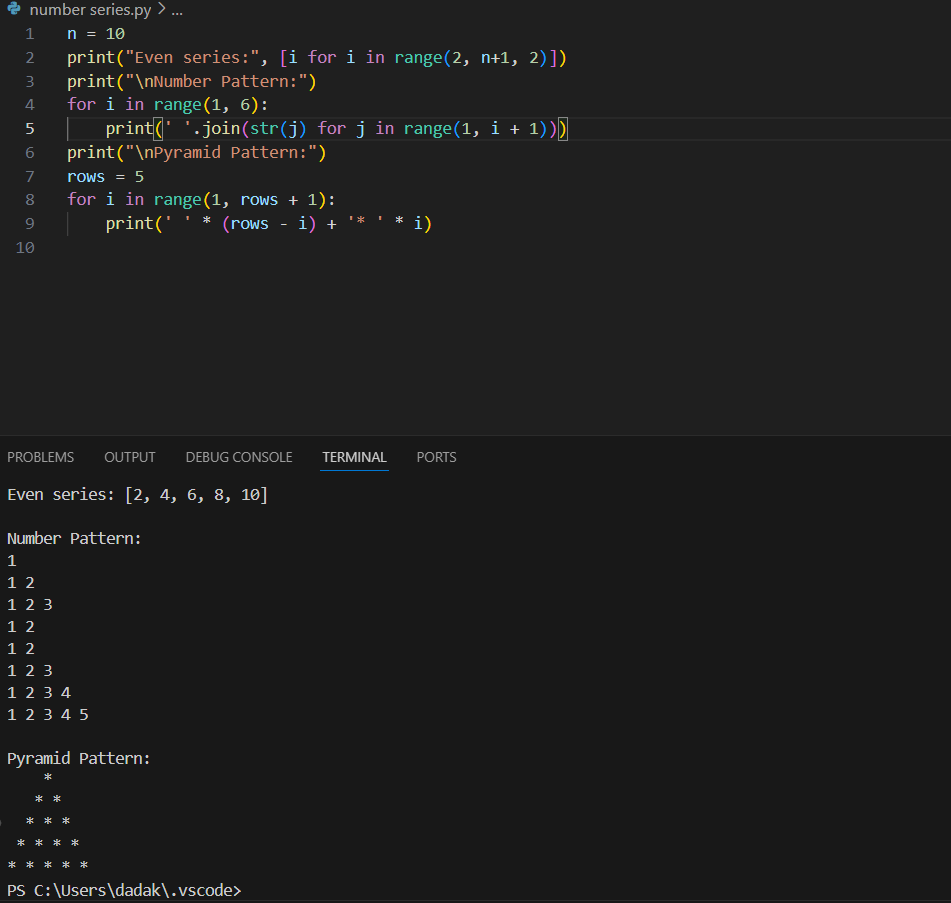 number series.py > ...
1 n = 10
2 print("Even series:", [i for i in range(2, n+1, 2)])
3 print("\nNumber Pattern:")
4 for i in range(1, 6):
5     print(' '.join(str(j) for j in range(1, i + 1)))
6 print("\nPyramid Pattern:")
7 rows = 5
8 for i in range(1, rows + 1):
9     print(' ' * (rows - i) + '* ' * i)
10
PROBLEMS OUTPUT DEBUG CONSOLE TERMINAL PORTS
Even series: [2, 4, 6, 8, 10]
Number Pattern:
1
1 2
1 2 3
1 2
1 2
1 2 3
1 2 3 4
1 2 3 4 5
Pyramid Pattern:
    *
   * *
  * * *
 * * * *
* * * * *
PS C:\Users\dadak\.vscode>